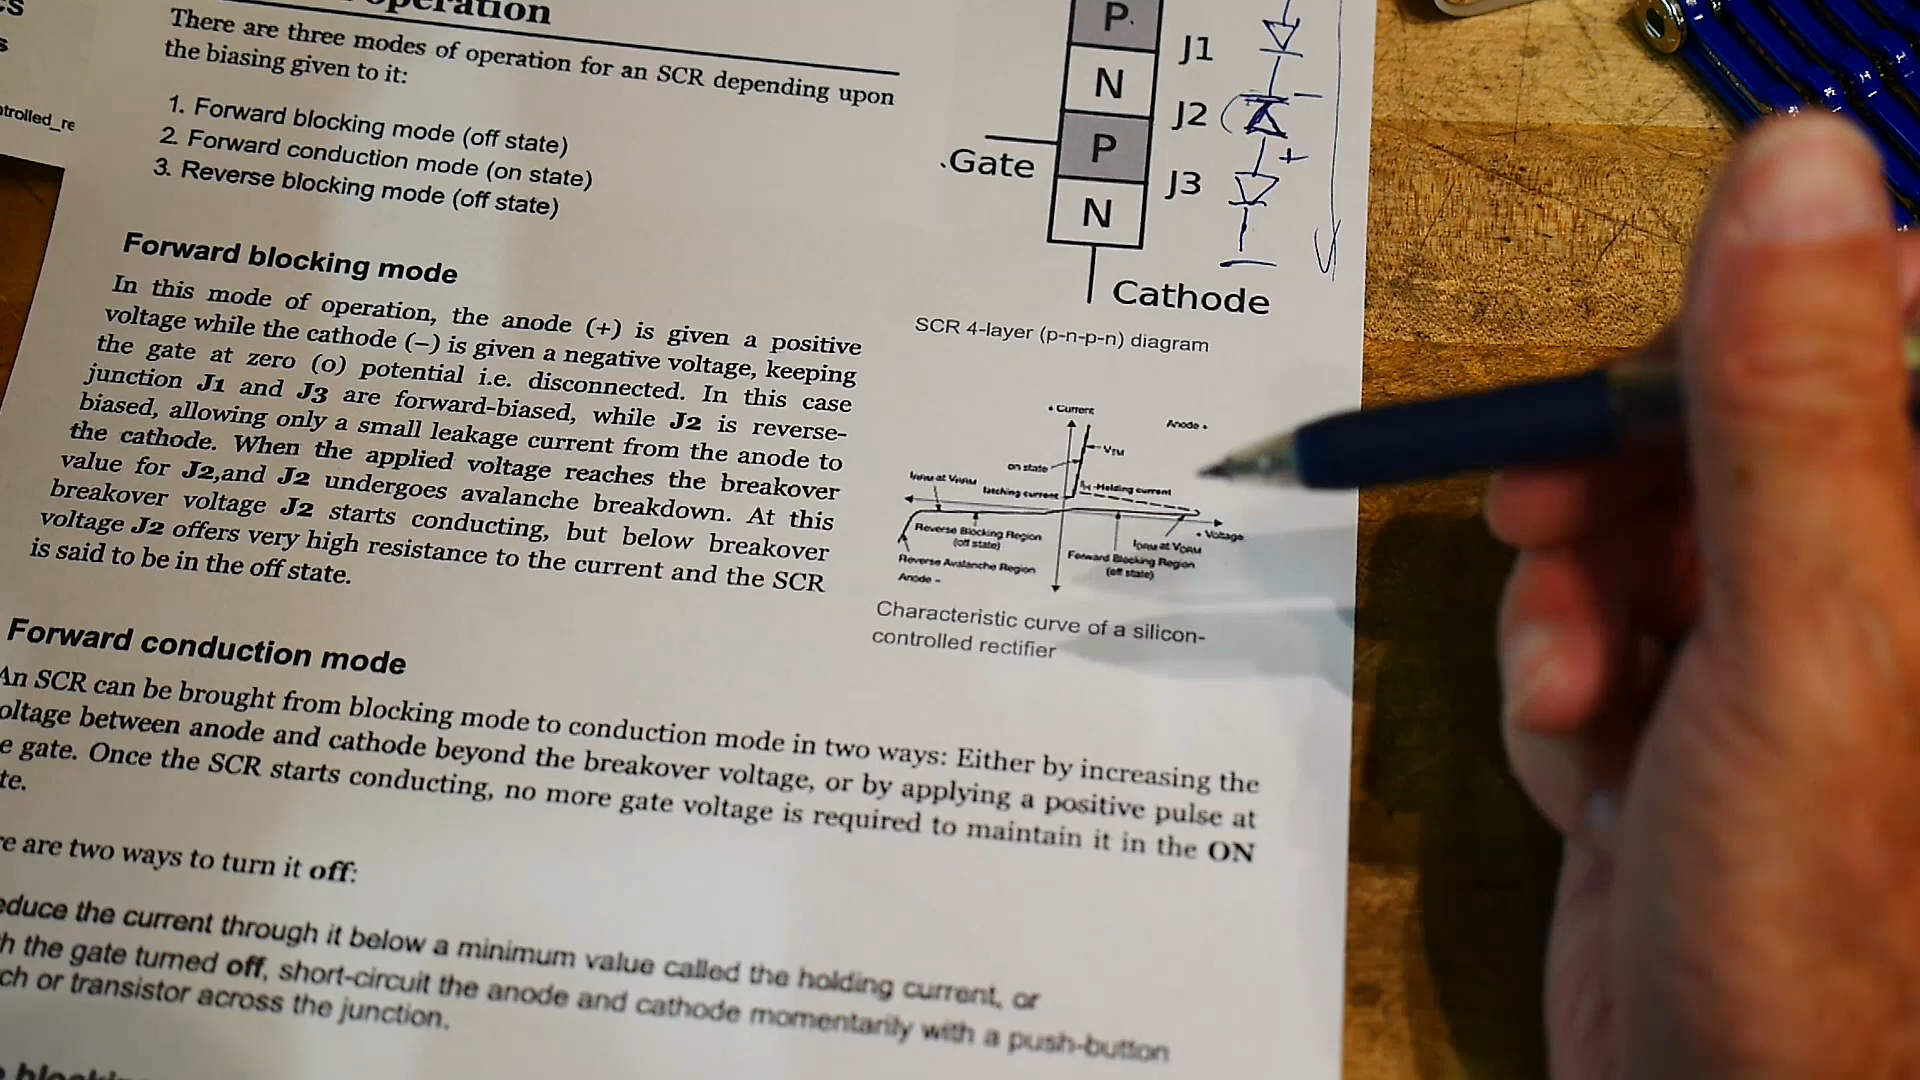 There are three modes of operation for an SCR depending upon
the biasing given to it:
1. Forward blocking mode (off state)
2. Forward conduction mode (on state)
3. Reverse blocking mode (off state)
Forward blocking mode
In this mode of operation, the anode (+) is given a positive
voltage while the cathode (−) is given a negative voltage, keeping
the gate at zero (0) potential i.e. disconnected. In this case
junction J1 and J3 are forward-biased, while J2 is reverse-
biased, allowing only a small leakage current from the anode to
the cathode. When the applied voltage reaches the breakover
value for J2,and J2 undergoes avalanche breakdown. At this
breakover voltage J2 starts conducting, but below breakover
voltage J2 offers very high resistance to the current and the SCR
is said to be in the off state.
P
N
P
N
J1
J2
J3
−
+
Gate
Cathode
SCR 4-layer (p-n-p-n) diagram
+ Current
Anode +
VTM
on state
IRRM at VRRM
latching current
IH -Holding current
+ Voltage
Reverse Blocking Region
(off state)
IDRM at VDRM
Forward Blocking Region
(off state)
Reverse Avalanche Region
Anode −
Characteristic curve of a silicon-
controlled rectifier
Forward conduction mode
An SCR can be brought from blocking mode to conduction mode in two ways: Either by increasing the
oltage between anode and cathode beyond the breakover voltage, or by applying a positive pulse at
e gate. Once the SCR starts conducting, no more gate voltage is required to maintain it in the ON
te.
re are two ways to turn it off:
educe the current through it below a minimum value called the holding current, or
h the gate turned off, short-circuit the anode and cathode momentarily with a push-button
ch or transistor across the junction.